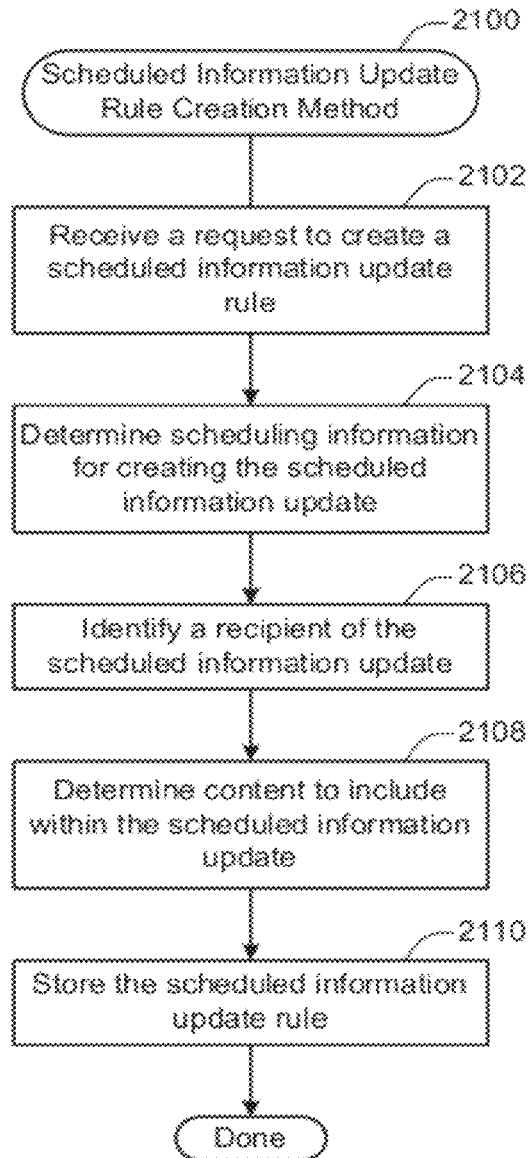 2100
Scheduled Information Update
Rule Creation Method
2102
Receive a request to create a
scheduled information update
rule
2104
Determine scheduling information
for creating the scheduled
information update
2106
Identify a recipient of the
scheduled information update
2108
Determine content to include
within the scheduled information
update
2110
Store the scheduled information
update rule
Done